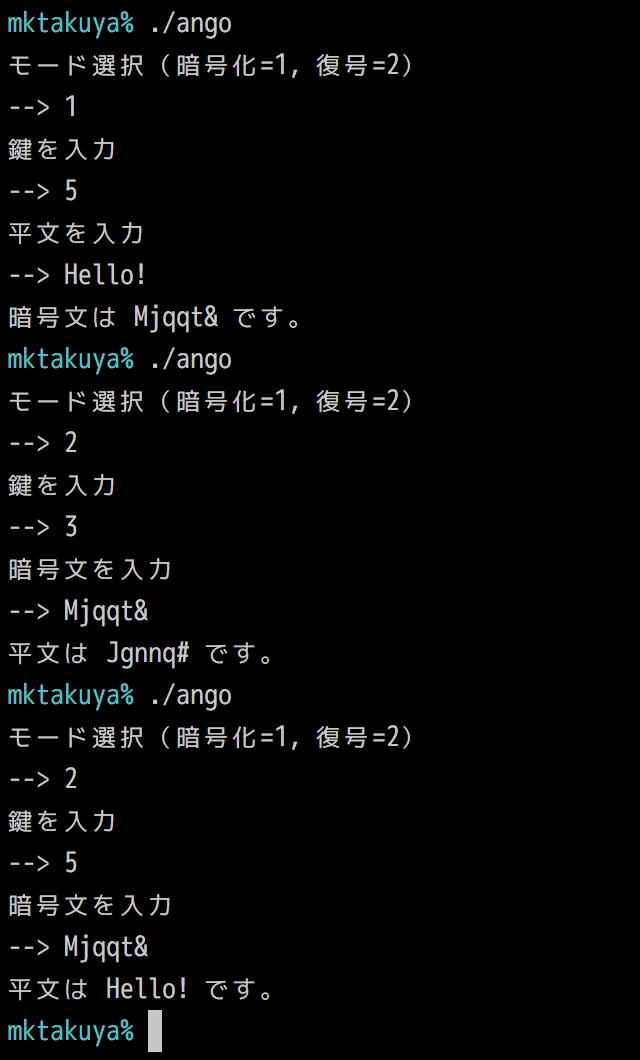 mktakuya% ./ango
モード選択（暗号化=1, 復号=2）
--> 1
鍵を入力
--> 5
平文を入力
--> Hello!
暗号文は Mjqqt& です。
mktakuya% ./ango
モード選択（暗号化=1, 復号=2）
--> 2
鍵を入力
--> 3
暗号文を入力
--> Mjqqt&
平文は Jgnnq# です。
mktakuya% ./ango
モード選択（暗号化=1, 復号=2）
--> 2
鍵を入力
--> 5
暗号文を入力
--> Mjqqt&
平文は Hello! です。
mktakuya%